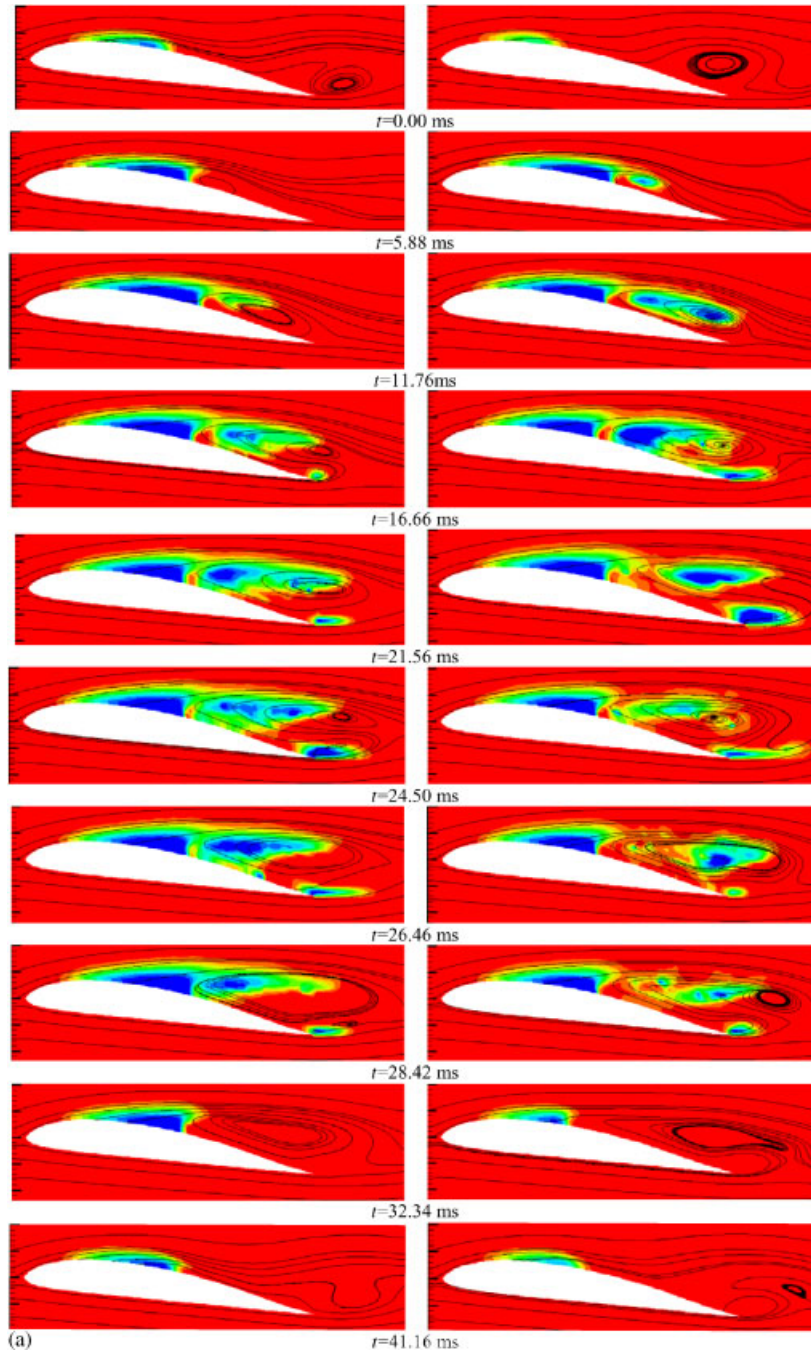 t=0.00 ms
t=5.88 ms
t=11.76ms
t=16.66 ms
t=21.56 ms
t=24.50 ms
t=26.46 ms
t=28.42 ms
t=32.34 ms
(a)
t=41.16 ms